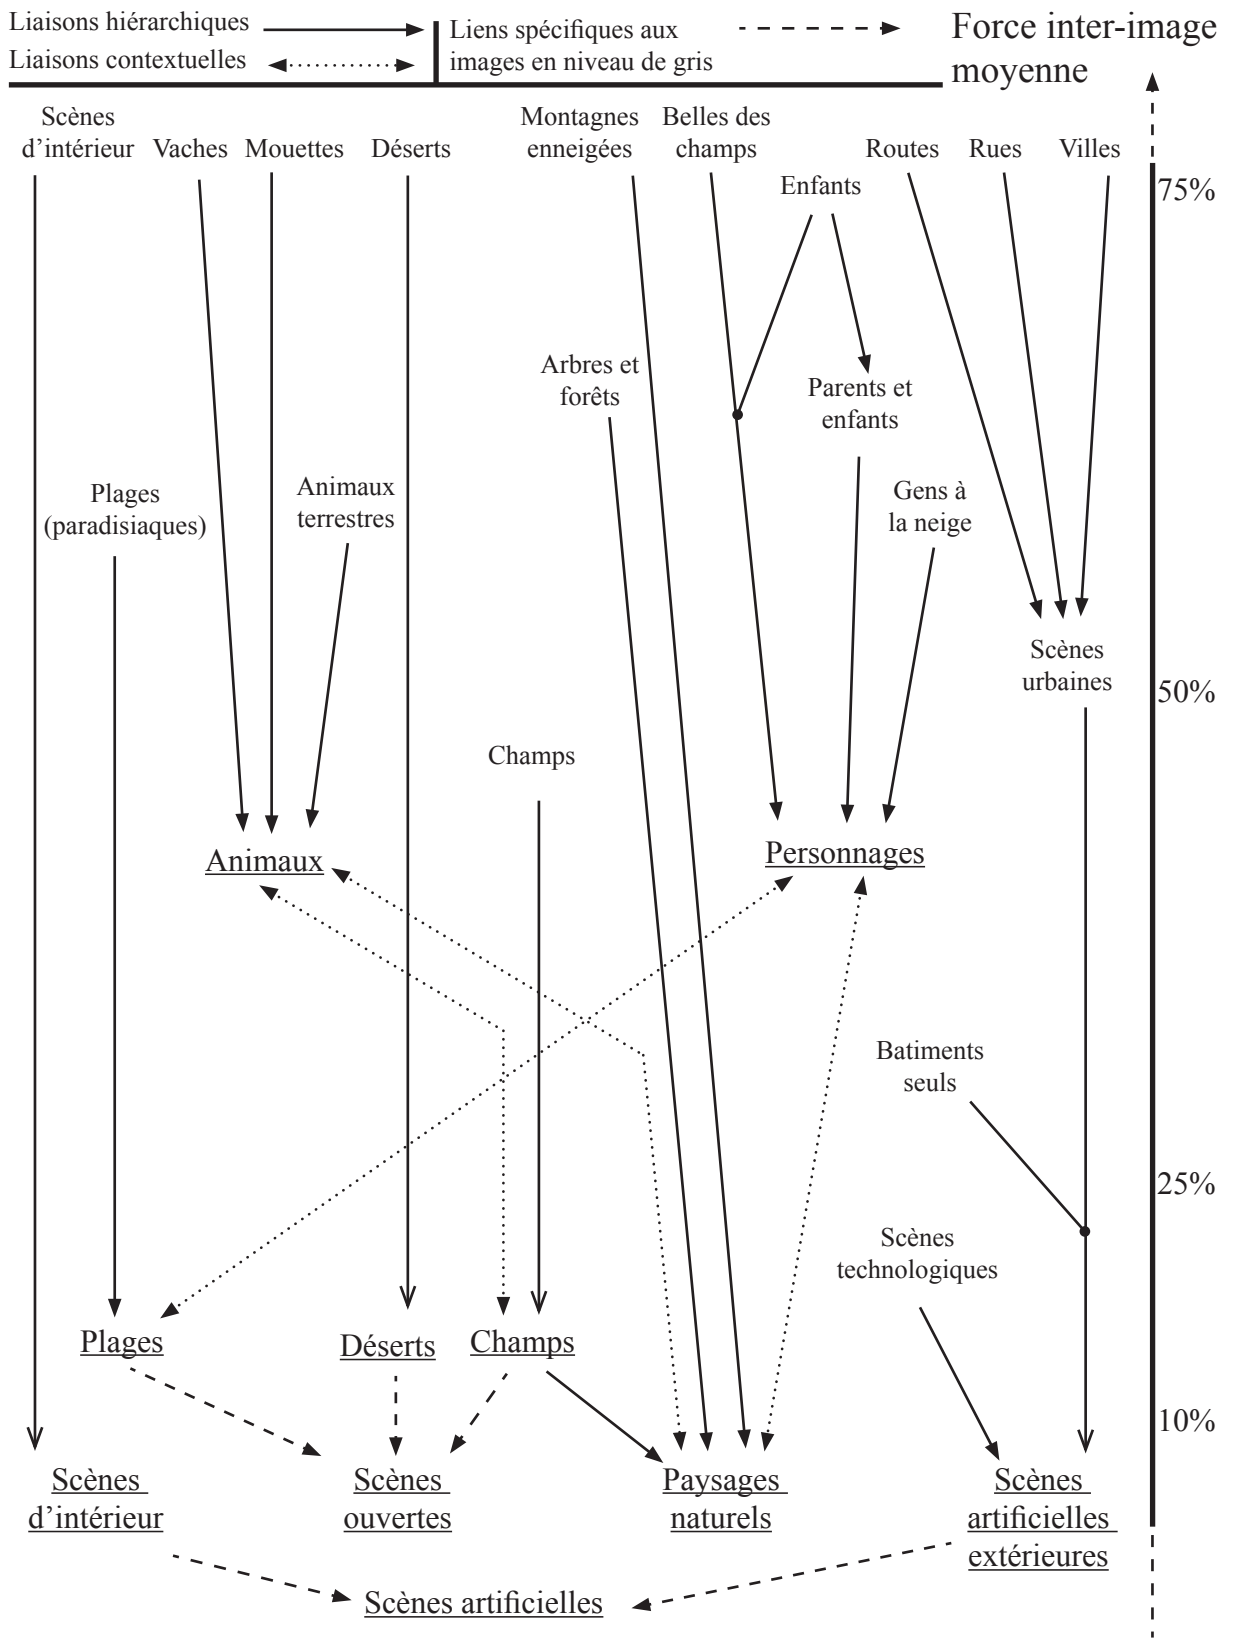 Liaisons hiérarchiques
Liaisons contextuelles
Liens spécifiques aux
images en niveau de gris
Force inter-image
moyenne
Scènes
d’intérieur
Vaches
Mouettes
Déserts
Montagnes
enneigées
Belles des
champs
Enfants
Routes
Rues
Villes
75%
Arbres et
forêts
Parents et
enfants
Plages
(paradisiaques)
Animaux
terrestres
Gens à
la neige
Scènes
urbaines
50%
Champs
Animaux
Personnages
Batiments
seuls
25%
Scènes
technologiques
Plages
Déserts
Champs
10%
Scènes
d’intérieur
Scènes
ouvertes
Paysages
naturels
Scènes
artificielles
extérieures
Scènes artificielles